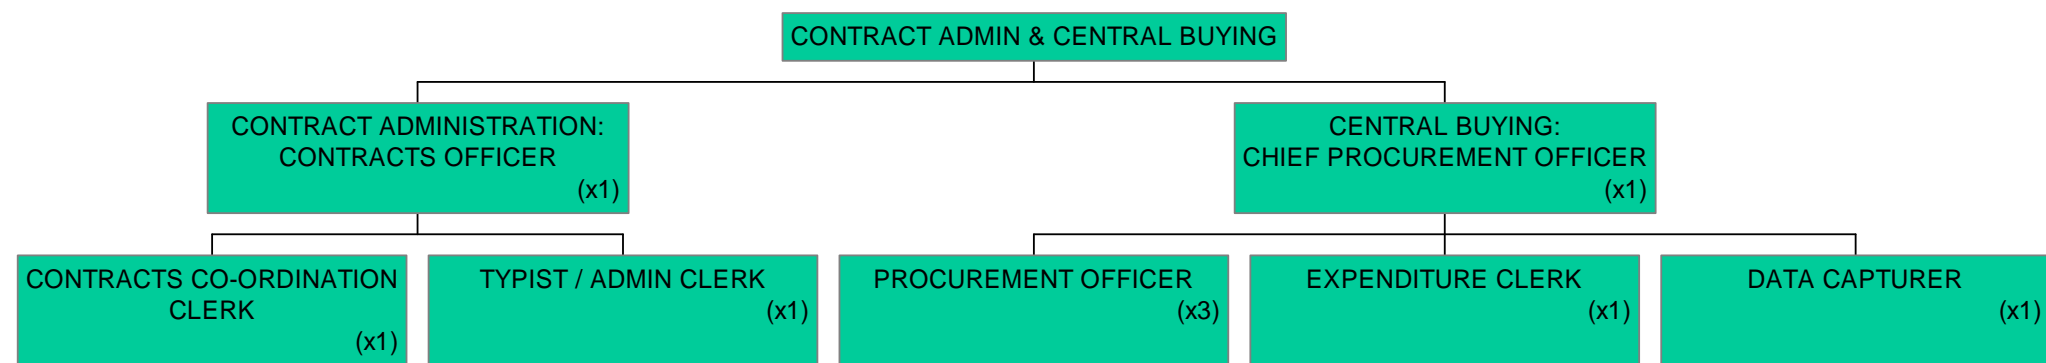 CONTRACT ADMIN & CENTRAL BUYING
CONTRACT ADMINISTRATION:
CONTRACTS OFFICER
(x1)
CENTRAL BUYING:
CHIEF PROCUREMENT OFFICER
(x1)
CONTRACTS CO-ORDINATION
CLERK
(x1)
TYPIST / ADMIN CLERK
(x1)
PROCUREMENT OFFICER
(x3)
EXPENDITURE CLERK
(x1)
DATA CAPTURER
(x1)